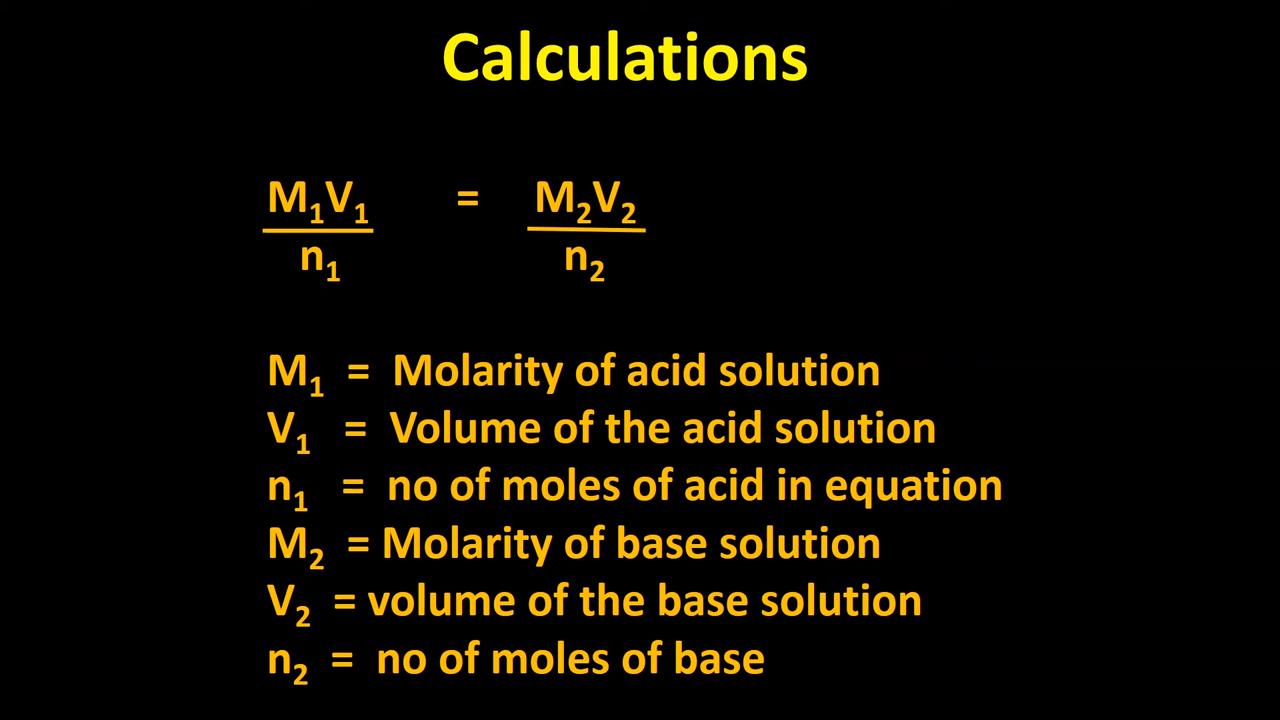 Calculations
M₁V₁ = M₂V₂
n₁ n₂
M₁ = Molarity of acid solution
V₁ = Volume of the acid solution
n₁ = no of moles of acid in equation
M₂ = Molarity of base solution
V₂ = volume of the base solution
n₂ = no of moles of base